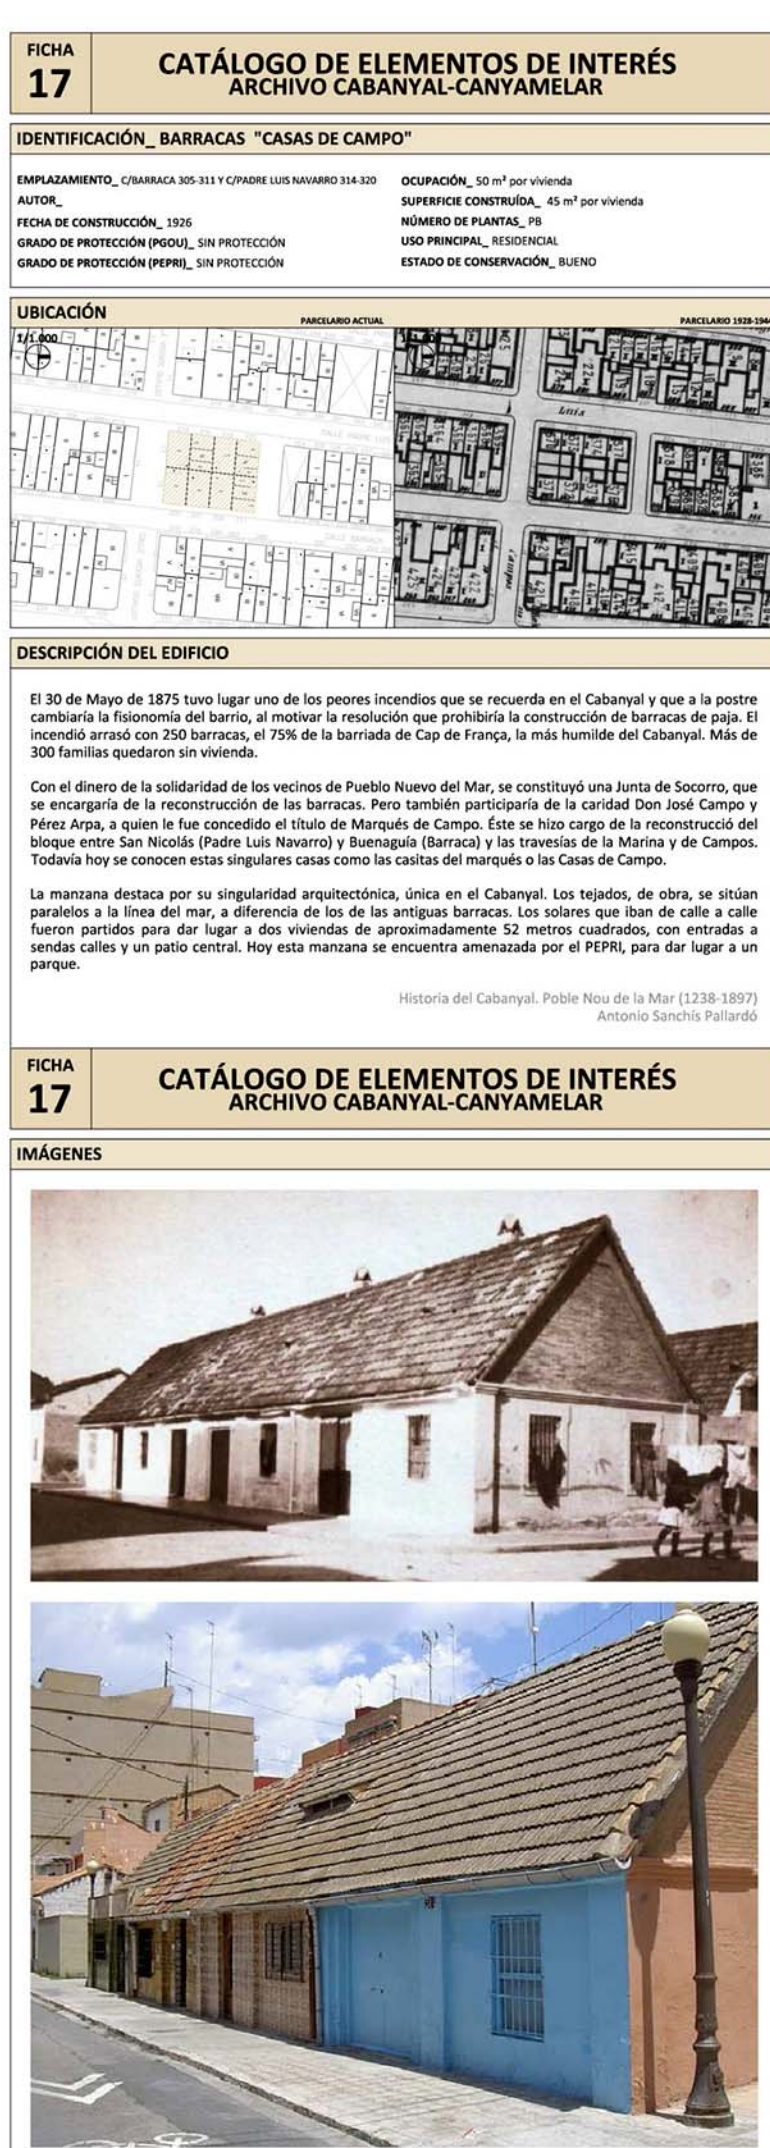 FICHA
17
CATÁLOGO DE ELEMENTOS DE INTERÉS
ARCHIVO CABANYAL-CANYAMELAR
IDENTIFICACIÓN_ BARRACAS "CASAS DE CAMPO"
EMPLAZAMIENTO_ C/BARRACA 305-311 Y C/PADRE LUIS NAVARRO 314-320
AUTOR_
FECHA DE CONSTRUCCIÓN_ 1926
GRADO DE PROTECCIÓN (PGOU)_ SIN PROTECCIÓN
GRADO DE PROTECCIÓN (PEPRI)_ SIN PROTECCIÓN
OCUPACIÓN_ 50 m² por vivienda
SUPERFICIE CONSTRUÍDA_ 45 m² por vivienda
NÚMERO DE PLANTAS_ PB
USO PRINCIPAL_ RESIDENCIAL
ESTADO DE CONSERVACIÓN_ BUENO
UBICACIÓN
PARCELARIO ACTUAL
PARCELARIO 1928-1944
1/1.000
Luis
Campos
CALLE PADRE LUIS
CALLE BARRACA
DESCRIPCIÓN DEL EDIFICIO
El 30 de Mayo de 1875 tuvo lugar uno de los peores incendios que se recuerda en el Cabanyal y que a la postre
cambiaría la fisionomía del barrio, al motivar la resolución que prohibiría la construcción de barracas de paja. El
incendió arrasó con 250 barracas, el 75% de la barriada de Cap de França, la más humilde del Cabanyal. Más de
300 familias quedaron sin vivienda.
Con el dinero de la solidaridad de los vecinos de Pueblo Nuevo del Mar, se constituyó una Junta de Socorro, que
se encargaría de la reconstrucción de las barracas. Pero también participaría de la caridad Don José Campo y
Pérez Arpa, a quien le fue concedido el título de Marqués de Campo. Éste se hizo cargo de la reconstrucció del
bloque entre San Nicolás (Padre Luis Navarro) y Buenaguía (Barraca) y las travesías de la Marina y de Campos.
Todavía hoy se conocen estas singulares casas como las casitas del marqués o las Casas de Campo.
La manzana destaca por su singularidad arquitectónica, única en el Cabanyal. Los tejados, de obra, se sitúan
paralelos a la línea del mar, a diferencia de los de las antiguas barracas. Los solares que iban de calle a calle
fueron partidos para dar lugar a dos viviendas de aproximadamente 52 metros cuadrados, con entradas a
sendas calles y un patio central. Hoy esta manzana se encuentra amenazada por el PEPRI, para dar lugar a un
parque.
Historia del Cabanyal. Poble Nou de la Mar (1238-1897)
Antonio Sanchís Pallardó
FICHA
17
CATÁLOGO DE ELEMENTOS DE INTERÉS
ARCHIVO CABANYAL-CANYAMELAR
IMÁGENES